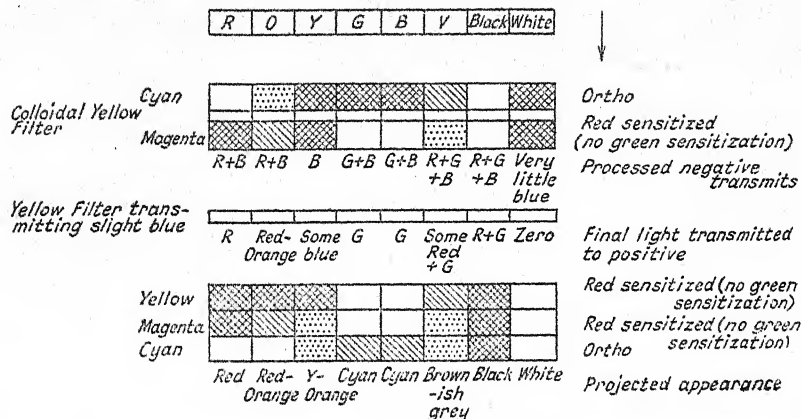 R O Y G B V Black White
Cyan
Ortho
Colloidal Yellow
Filter
Red sensitized
(no green sensitization)
Magenta
R+B R+B B G+B G+B R+G R+G Very
+B +B little
blue
Processed negative
transmits
Yellow Filter trans-
mitting slight blue
R Red- Some G G Some R+G Zero
Orange blue Red
+ G
Final light transmitted
to positive
Yellow
Red sensitized (no green
sensitization)
Magenta
Red sensitized (no green
sensitization)
Cyan
Ortho
Red Red- Y- Cyan Cyan Brown Black White
Orange Orange -ish
grey
Projected appearance